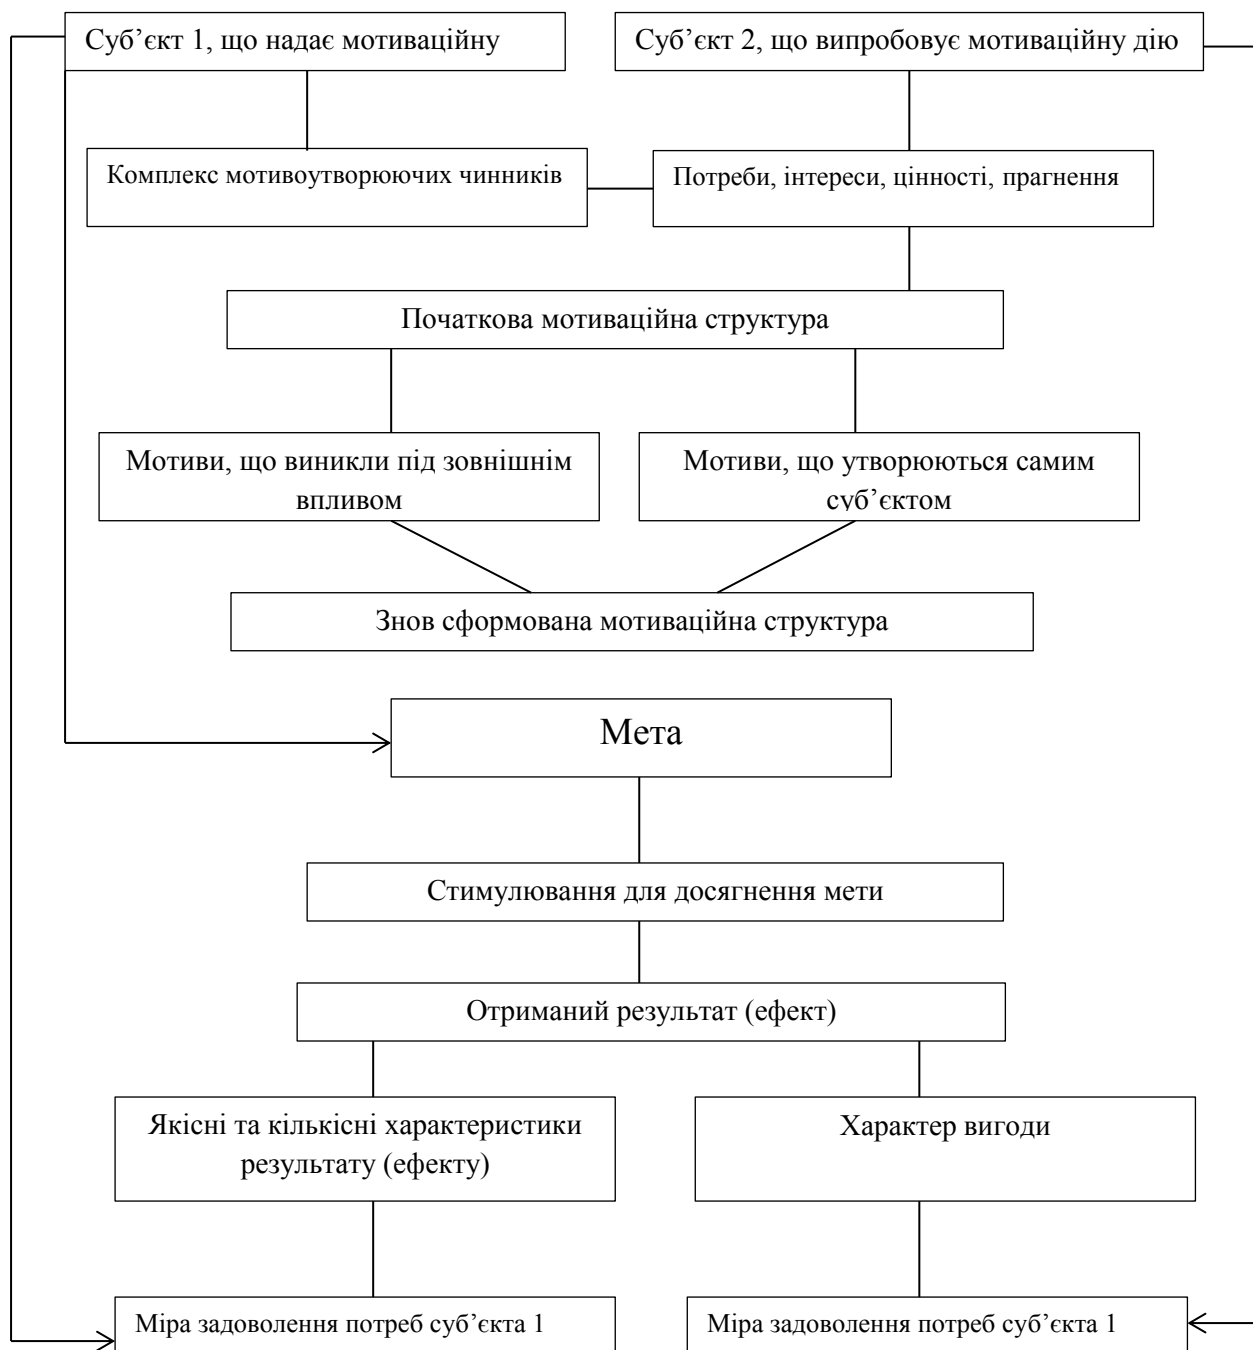 Суб’єкт 1, що надає мотиваційну
Суб’єкт 2, що випробовує мотиваційну дію
Комплекс мотивоутворюючих чинників
Потреби, інтереси, цінності, прагнення
Початкова мотиваційна структура
Мотиви, що виникли під зовнішнім
впливом
Мотиви, що утворюються самим
суб’єктом
Знов сформована мотиваційна структура
Мета
Стимулювання для досягнення мети
Отриманий результат (ефект)
Якісні та кількісні характеристики
результату (ефекту)
Характер вигоди
Міра задоволення потреб суб’єкта 1
Міра задоволення потреб суб’єкта 1